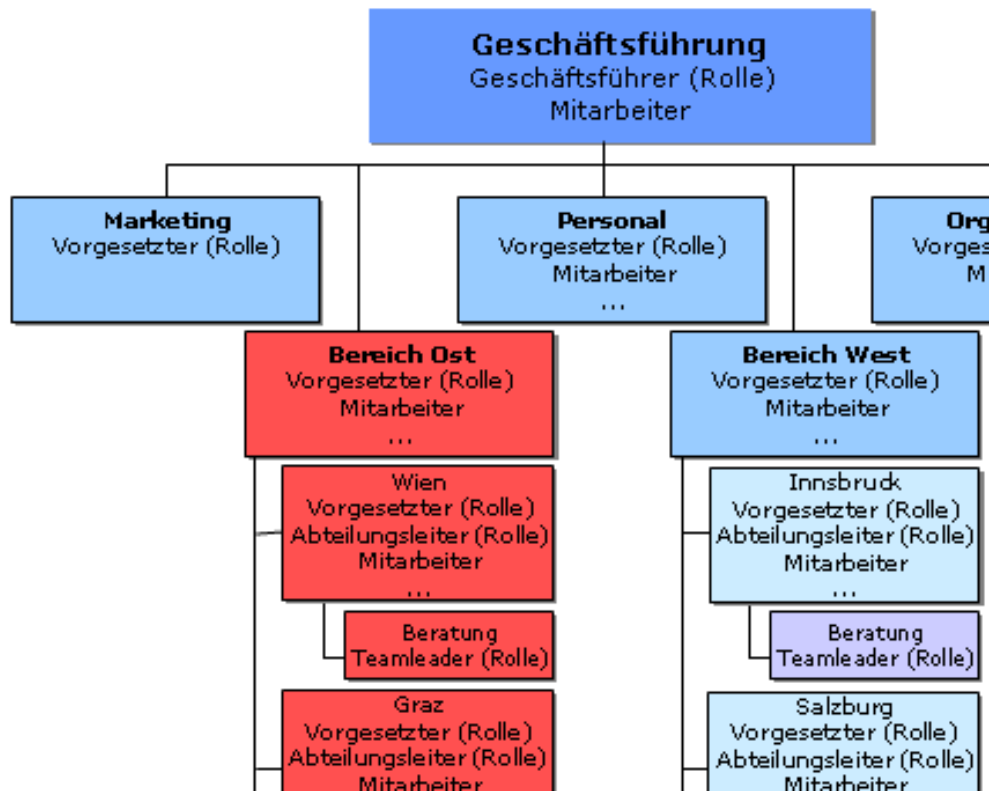 Geschäftsführung
Geschäftsführer (Rolle)
Mitarbeiter
Marketing
Vorgesetzter (Rolle)
Personal
Vorgesetzter (Rolle)
Mitarbeiter
...
Bereich Ost
Vorgesetzter (Rolle)
Mitarbeiter
...
Wien
Vorgesetzter (Rolle)
Abteilungsleiter (Rolle)
Mitarbeiter
...
Beratung
Teamleader (Rolle)
Graz
Vorgesetzter (Rolle)
Abteilungsleiter (Rolle)
Mitarbeiter
Bereich West
Vorgesetzter (Rolle)
Mitarbeiter
...
Innsbruck
Vorgesetzter (Rolle)
Abteilungsleiter (Rolle)
Mitarbeiter
...
Beratung
Teamleader (Rolle)
Salzburg
Vorgesetzter (Rolle)
Abteilungsleiter (Rolle)
Mitarbeiter